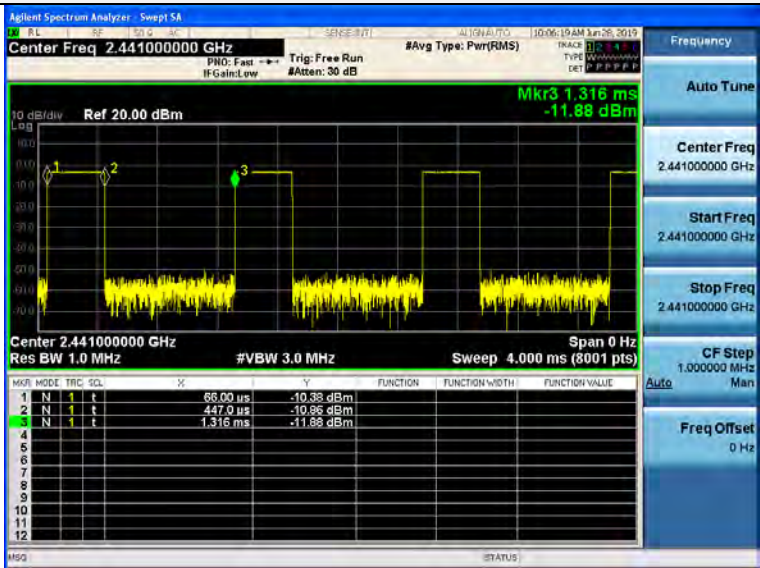 Agilent Spectrum Analyzer - Swept SA
RL RF 50 Ω AC SENSE:INT ALIGN AUTO 10:06:19 AM Jun 28, 2019
Center Freq 2.441000000 GHz #Avg Type: Pwr(RMS) TRACE 1 2 3 4 5 6
PNO: Fast Trig: Free Run TYPE
IFGain:Low #Atten: 30 dB DET P P P P P P
Mkr3 1.316 ms
10 dB/div Ref 20.00 dBm -11.88 dBm
Log
10.0
0.00
1 2 3
Center 2.441000000 GHz Span 0 Hz
Res BW 1.0 MHz #VBW 3.0 MHz Sweep 4.000 ms (8001 pts)
MKR MODE TRC SCL X Y FUNCTION FUNCTION WIDTH FUNCTION VALUE
1 N 1 t 66.00 us -10.38 dBm
2 N 1 t 447.0 us -10.96 dBm
3 N 1 t 1.316 ms -11.88 dBm
4
5
6
7
8
9
10
11
12
MSG STATUS
Frequency
Auto Tune
Center Freq
2.441000000 GHz
Start Freq
2.441000000 GHz
Stop Freq
2.441000000 GHz
CF Step
1.000000 MHz
Auto Man
Freq Offset
0 Hz